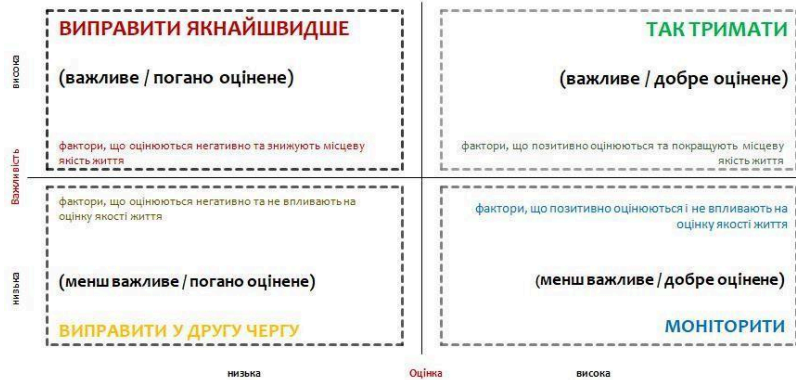 ВИПРАВИТИ ЯКНАЙШВИДШЕ
(важливе / погано оцінене)
фактори, що оцінюються негативно та знижують місцеву
якість життя
ТАК ТРИМАТИ
(важливе / добре оцінене)
фактори, що позитивно оцінюються та покращують місцеву
якість життя
висока
Важливість
низька
фактори, що оцінюються негативно та не впливають на
оцінку якості життя
(менш важливе / погано оцінене)
ВИПРАВИТИ У ДРУГУ ЧЕРГУ
фактори, що позитивно оцінюються і не впливають на
оцінку якості життя
(менш важливе / добре оцінене)
МОНІТОРИТИ
низька
Оцінка
висока